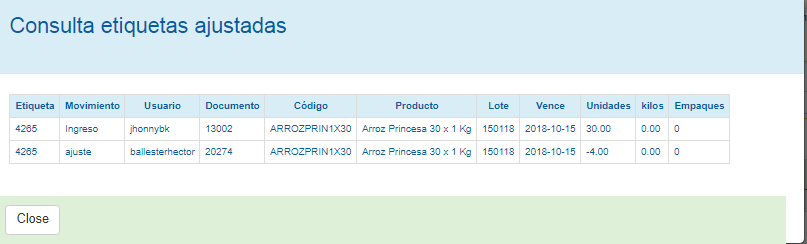 Consulta etiquetas ajustadas
Etiqueta Movimiento Usuario Documento Código Producto Lote Vence Unidades kilos Empaques
4265 Ingreso jhonnybk 13002 ARROZPRIN1X30 Arroz Princesa 30 x 1 Kg 150118 2018-10-15 30.00 0.00 0
4265 ajuste ballesterhector 20274 ARROZPRIN1X30 Arroz Princesa 30 x 1 Kg 150118 2018-10-15 -4.00 0.00 0
Close